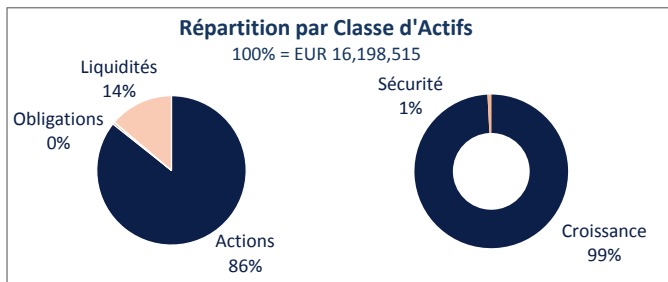 Répartition par Classe d'Actifs
100% = EUR 16,198,515
Liquidités
14%
Obligations
0%
Actions
86%
Sécurité
1%
Croissance
99%